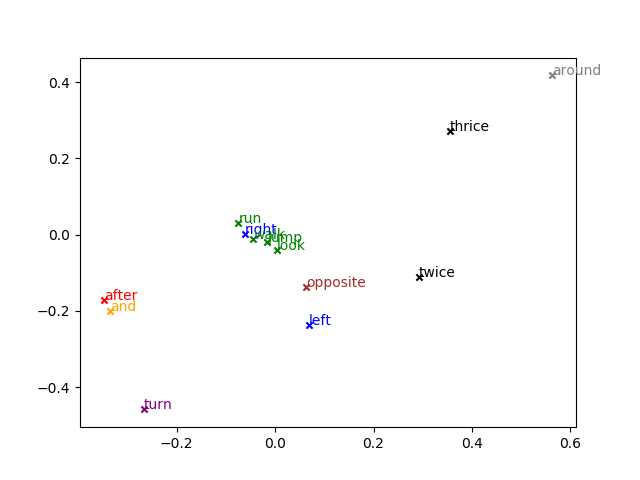 around
0.4
thrice
0.2
run
right
0.0
walk
jump
look
opposite
twice
after
and
−0.2
left
−0.4
turn
−0.2 0.0 0.2 0.4 0.6